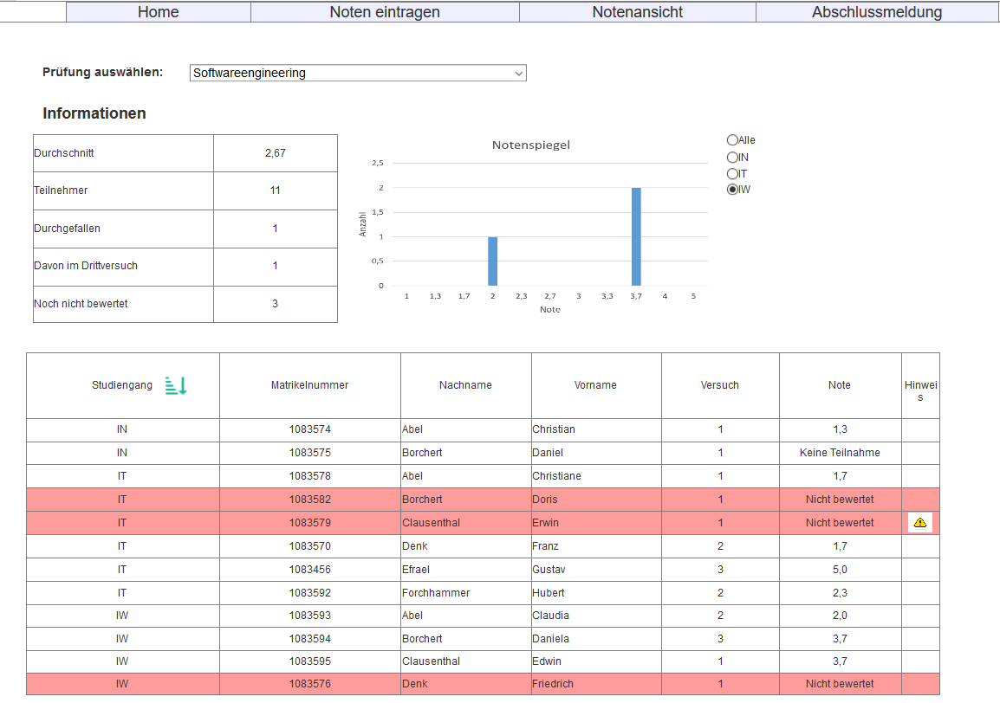 Home Noten eintragen Notenansicht Abschlussmeldung
Prüfung auswählen: Softwareengineering
Informationen
Durchschnitt 2,67
Teilnehmer 11
Durchgefallen 1
Davon im Drittversuch 1
Noch nicht bewertet 3
Notenspiegel
2,5
2
1,5
1
0,5
0
Anzahl
1 1,3 1,7 2 2,3 2,7 3 3,3 3,7 4 5
Note
Alle
IN
IT
IW
Studiengang Matrikelnummer Nachname Vorname Versuch Note Hinwei
s
IN 1083574 Abel Christian 1 1,3
IN 1083575 Borchert Daniel 1 Keine Teilnahme
IT 1083578 Abel Christiane 1 1,7
IT 1083582 Borchert Doris 1 Nicht bewertet
IT 1083579 Clausenthal Erwin 1 Nicht bewertet
IT 1083570 Denk Franz 2 1,7
IT 1083456 Efrael Gustav 3 5,0
IT 1083592 Forchhammer Hubert 2 2,3
IW 1083593 Abel Claudia 2 2,0
IW 1083594 Borchert Daniela 3 3,7
IW 1083595 Clausenthal Edwin 1 3,7
IW 1083576 Denk Friedrich 1 Nicht bewertet